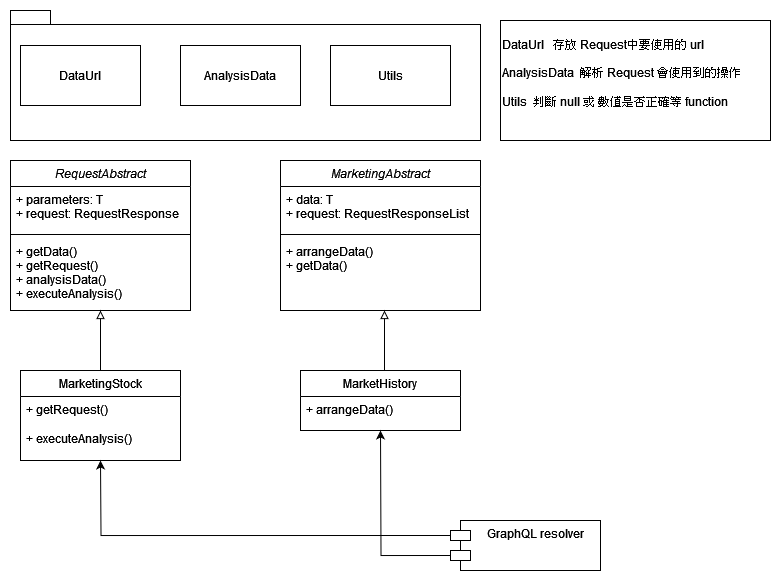 DataUrl
AnalysisData
Utils
DataUrl 存放 Request中要使用的 url
AnalysisData 解析 Request 會使用到的操作
Utils 判斷 null 或 數值是否正確等 function
RequestAbstract
+ parameters: T
+ request: RequestResponse
+ getData()
+ getRequest()
+ analysisData()
+ executeAnalysis()
MarketingAbstract
+ data: T
+ request: RequestResponseList
+ arrangeData()
+ getData()
MarketingStock
+ getRequest()
+ executeAnalysis()
MarketHistory
+ arrangeData()
GraphQL resolver